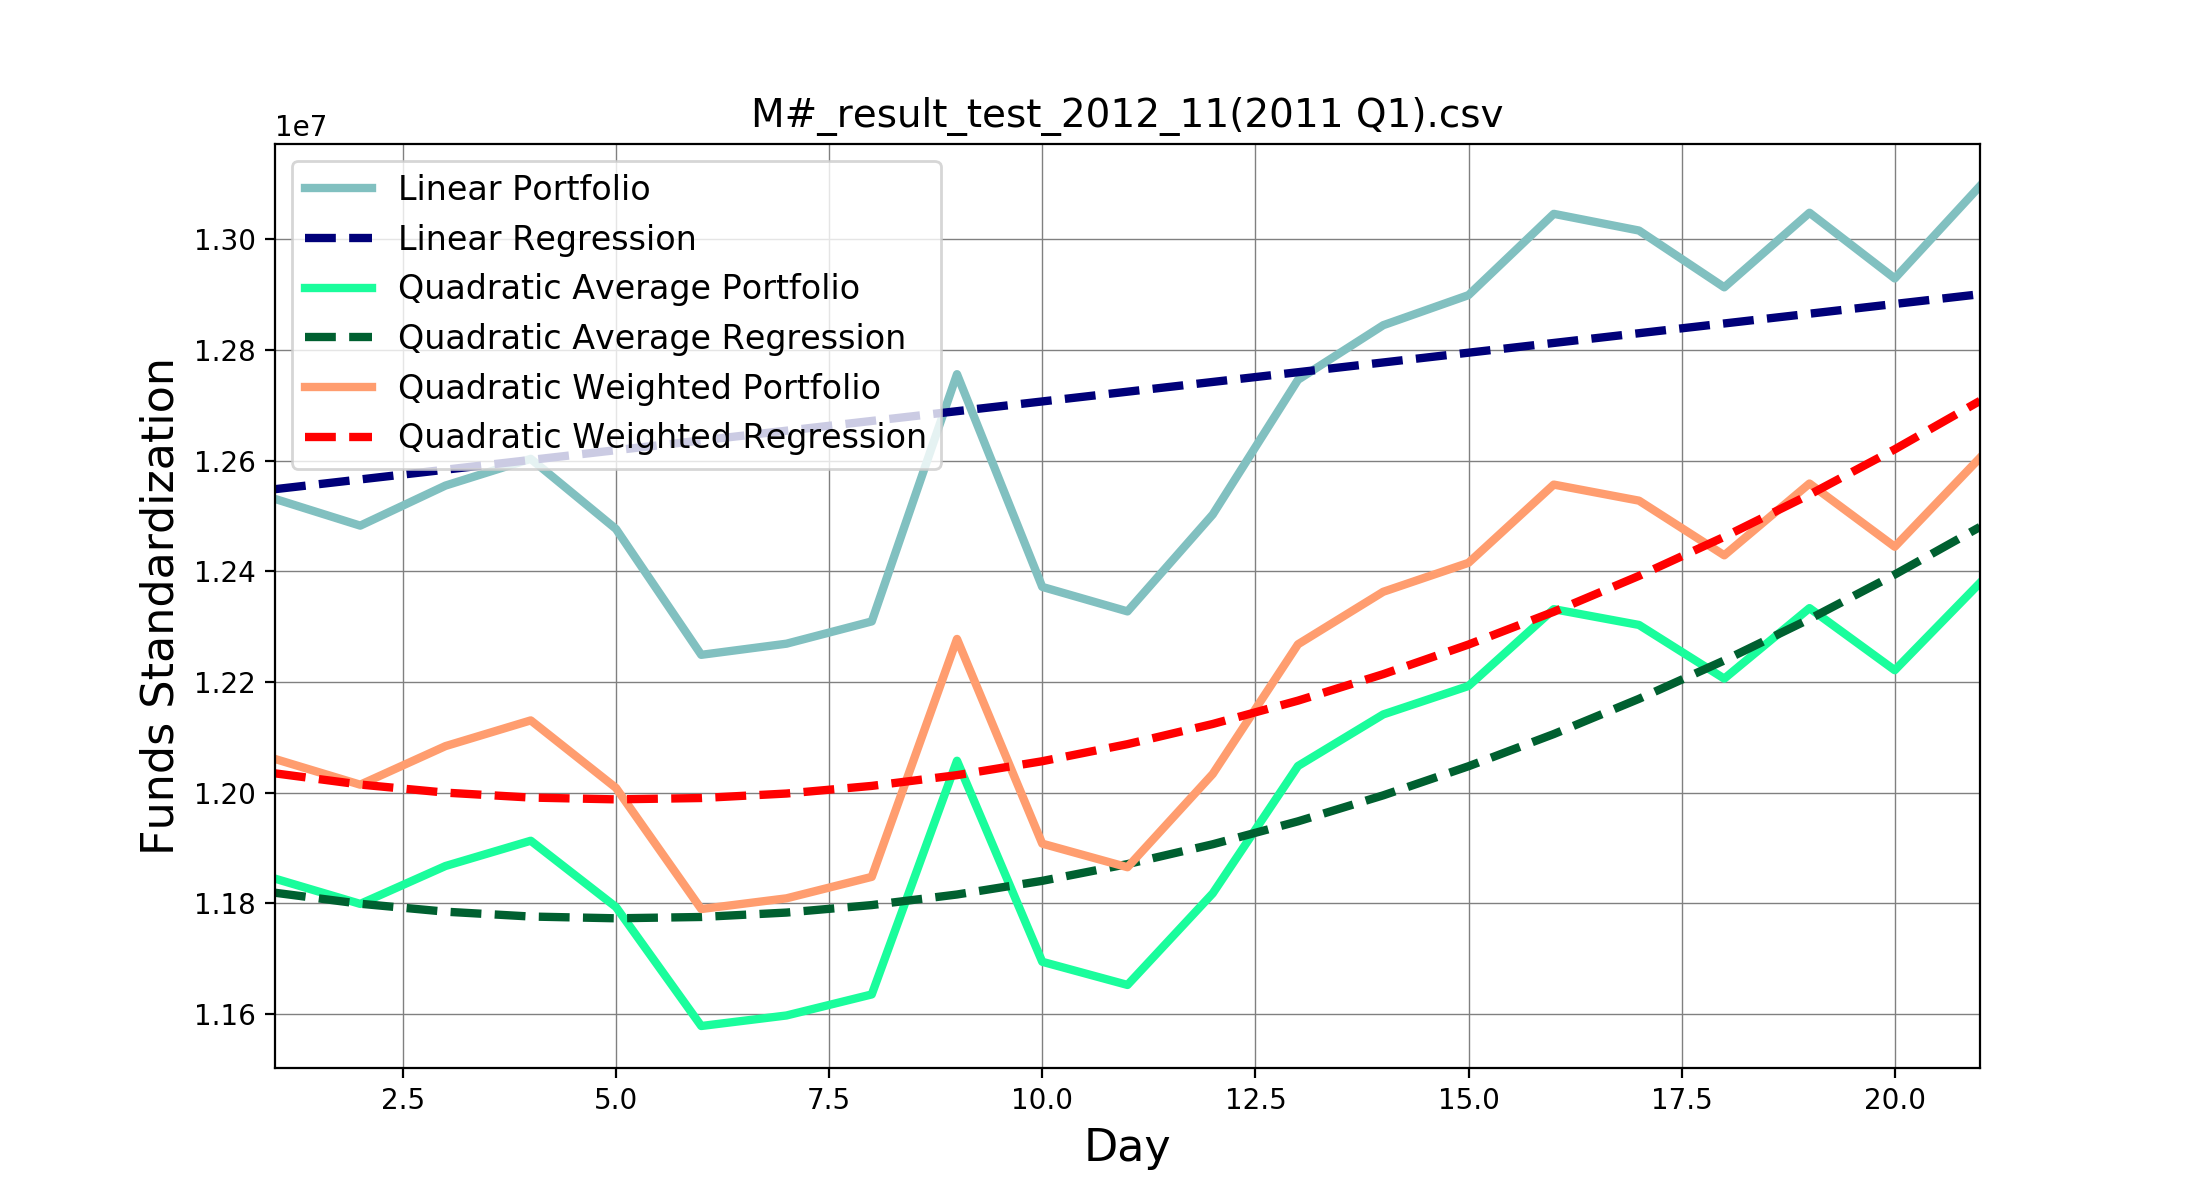 M#_result_test_2012_11(2011 Q1).csv
1e7
Linear Portfolio
Linear Regression
Quadratic Average Portfolio
Quadratic Average Regression
Quadratic Weighted Portfolio
Quadratic Weighted Regression
1.30
1.28
1.26
1.24
1.22
1.20
1.18
1.16
Funds Standardization
2.5 5.0 7.5 10.0 12.5 15.0 17.5 20.0
Day